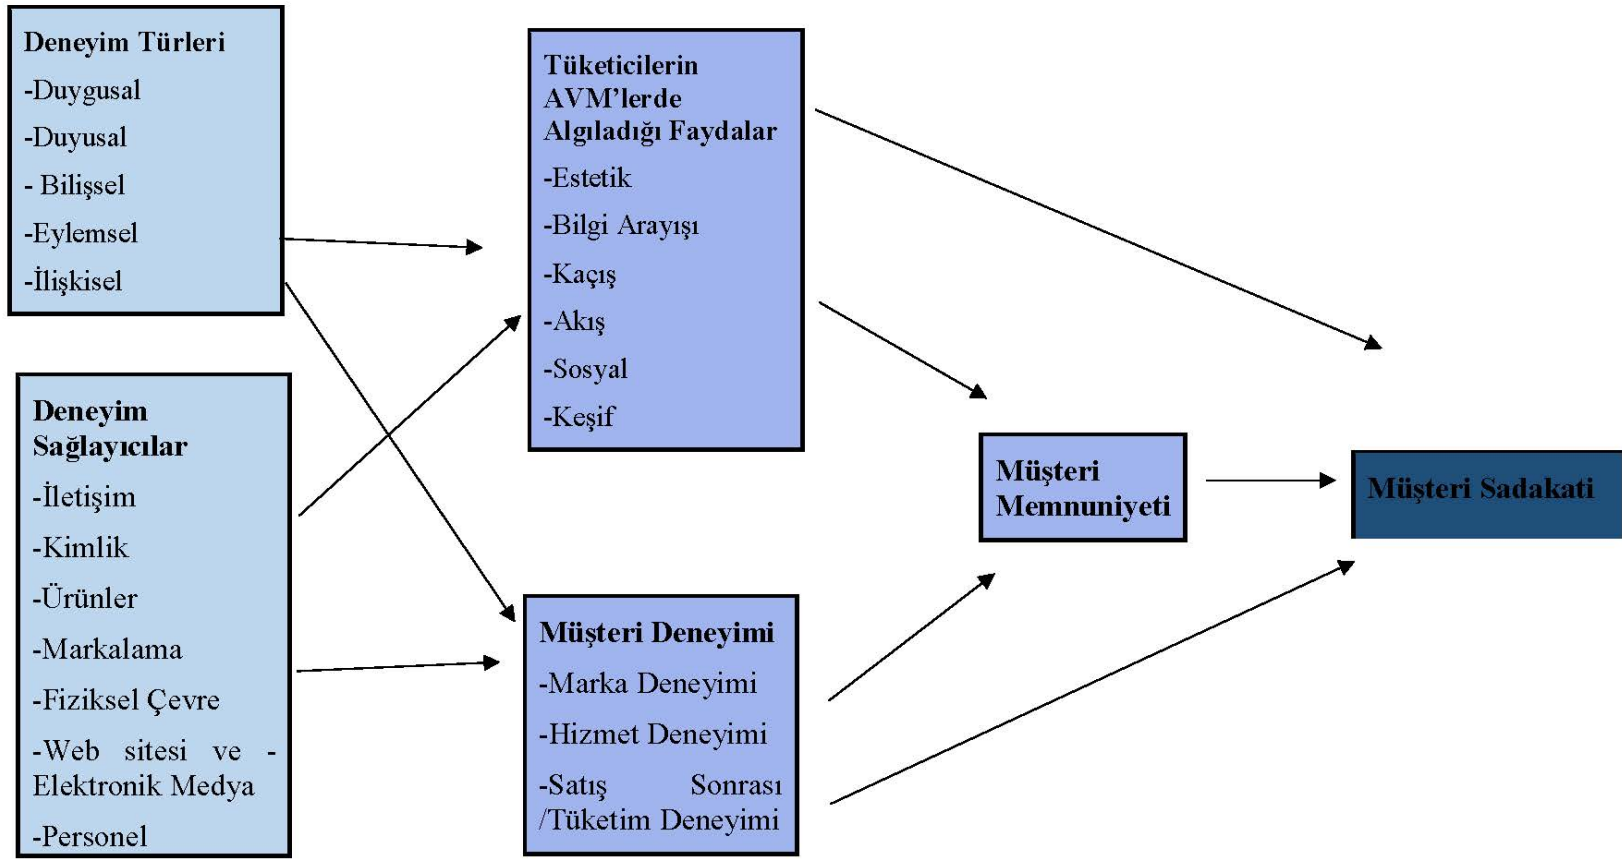 Deneyim Türleri
-Duygusal
-Duyusal
- Bilişsel
-Eylemsel
-İlişkisel
Deneyim
Sağlayıcılar
-İletişim
-Kimlik
-Ürünler
-Markalama
-Fiziksel Çevre
-Web sitesi ve -
Elektronik Medya
-Personel
Tüketicilerin
AVM’lerde
Algıladığı Faydalar
-Estetik
-Bilgi Arayışı
-Kaçış
-Akış
-Sosyal
-Keşif
Müşteri Deneyimi
-Marka Deneyimi
-Hizmet Deneyimi
-Satış Sonrası
/Tüketim Deneyimi
Müşteri
Memnuniyeti
Müşteri Sadakati